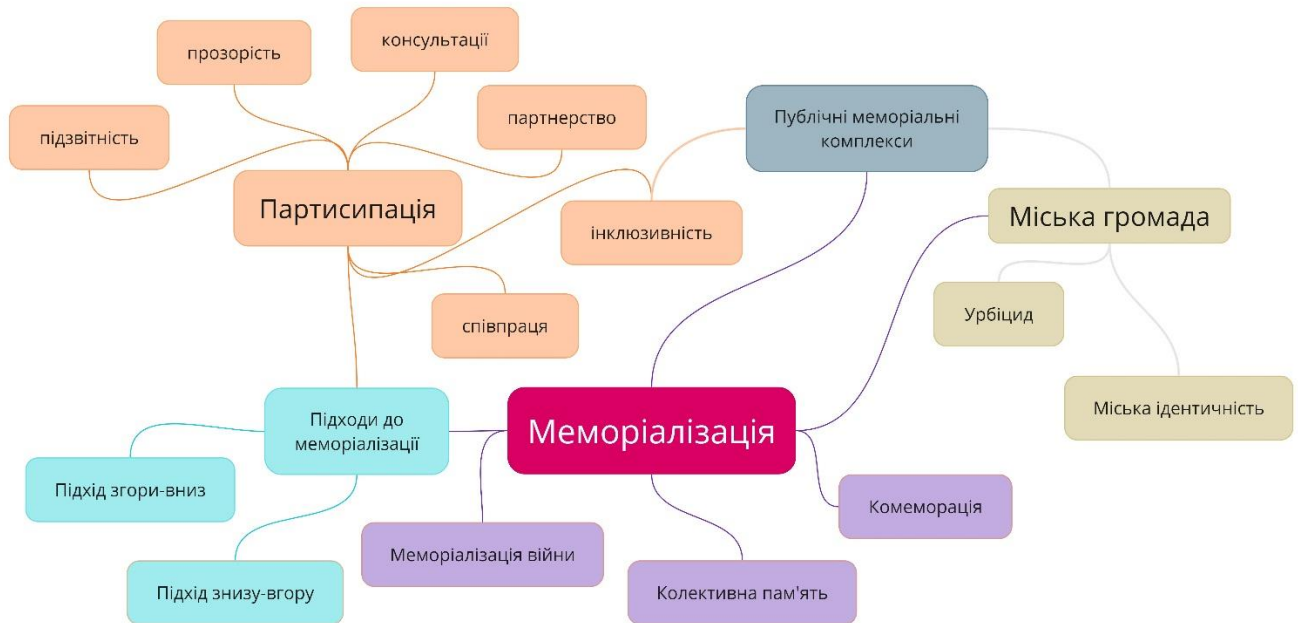 консультації
прозорість
партнерство
підзвітність
Публічні меморіальні
комплекси
Партисипація
інклюзивність
Міська громада
співпраця
Урбіцид
Міська ідентичність
Підходи до
меморіалізації
Меморіалізація
Підхід згори-вниз
Комеморація
Меморіалізація війни
Підхід знизу-вгору
Колективна пам'ять